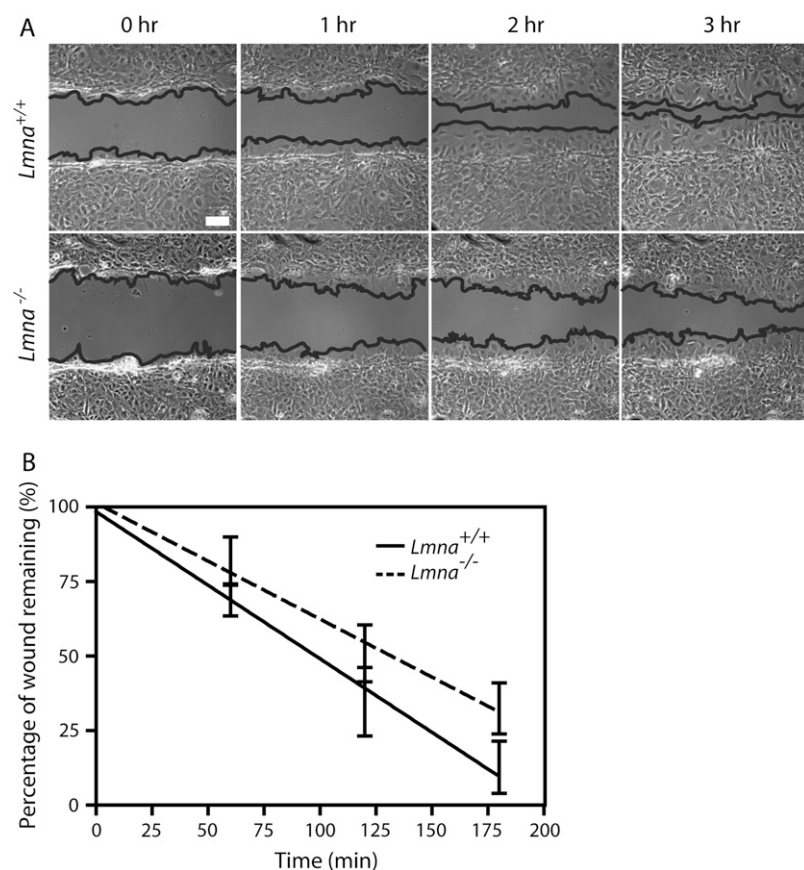 A
0 hr 1 hr 2 hr 3 hr
Lmna+/+
Lmna-/-
B
Percentage of wound remaining (%)
100
75
50
25
0
Lmna+/+
Lmna-/-
0 25 50 75 100 125 150 175 200
Time (min)